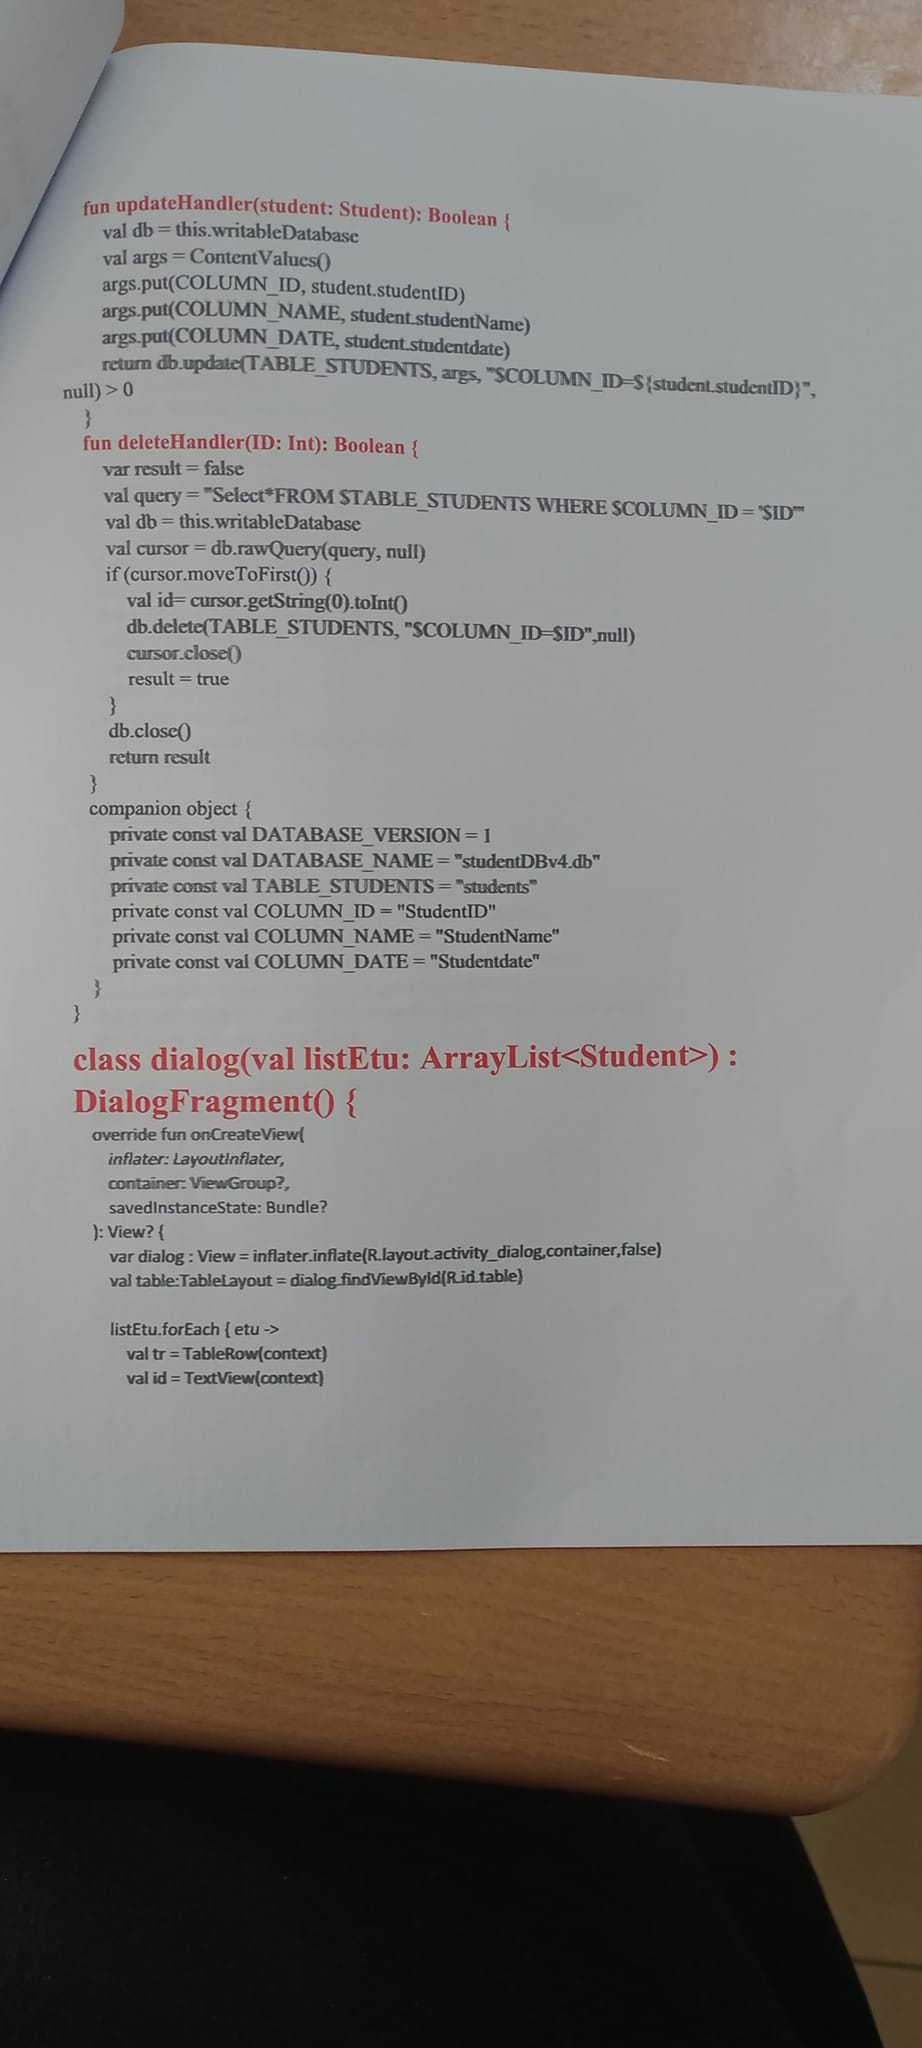 fun updateHandler(student: Student): Boolean {
val db = this.writableDatabase
val args = ContentValues()
args.put(COLUMN_ID, student.studentID)
args.put(COLUMN_NAME, student.studentName)
args.put(COLUMN_DATE, student.studentdate)
return db.update(TABLE_STUDENTS, args, "$COLUMN_ID=${student.studentID}",
null) > 0
}
fun deleteHandler(ID: Int): Boolean {
var result = false
val query = "Select*FROM $TABLE_STUDENTS WHERE $COLUMN_ID = '$ID'"
val db = this.writableDatabase
val cursor = db.rawQuery(query, null)
if (cursor.moveToFirst()) {
val id= cursor.getString(0).toInt()
db.delete(TABLE_STUDENTS, "$COLUMN_ID=$ID",null)
cursor.close()
result = true
}
db.close()
return result
}
companion object {
private const val DATABASE_VERSION = 1
private const val DATABASE_NAME = "studentDBv4.db"
private const val TABLE_STUDENTS = "students"
private const val COLUMN_ID = "StudentID"
private const val COLUMN_NAME = "StudentName"
private const val COLUMN_DATE = "Studentdate"
}
}
class dialog(val listEtu: ArrayList<Student>) :
DialogFragment() {
override fun onCreateView(
inflater: LayoutInflater,
container: ViewGroup?,
savedInstanceState: Bundle?
): View? {
var dialog : View = inflater.inflate(R.layout.activity_dialog,container,false)
val table:TableLayout = dialog.findViewById(R.id.table)
listEtu.forEach { etu ->
val tr = TableRow(context)
val id = TextView(context)